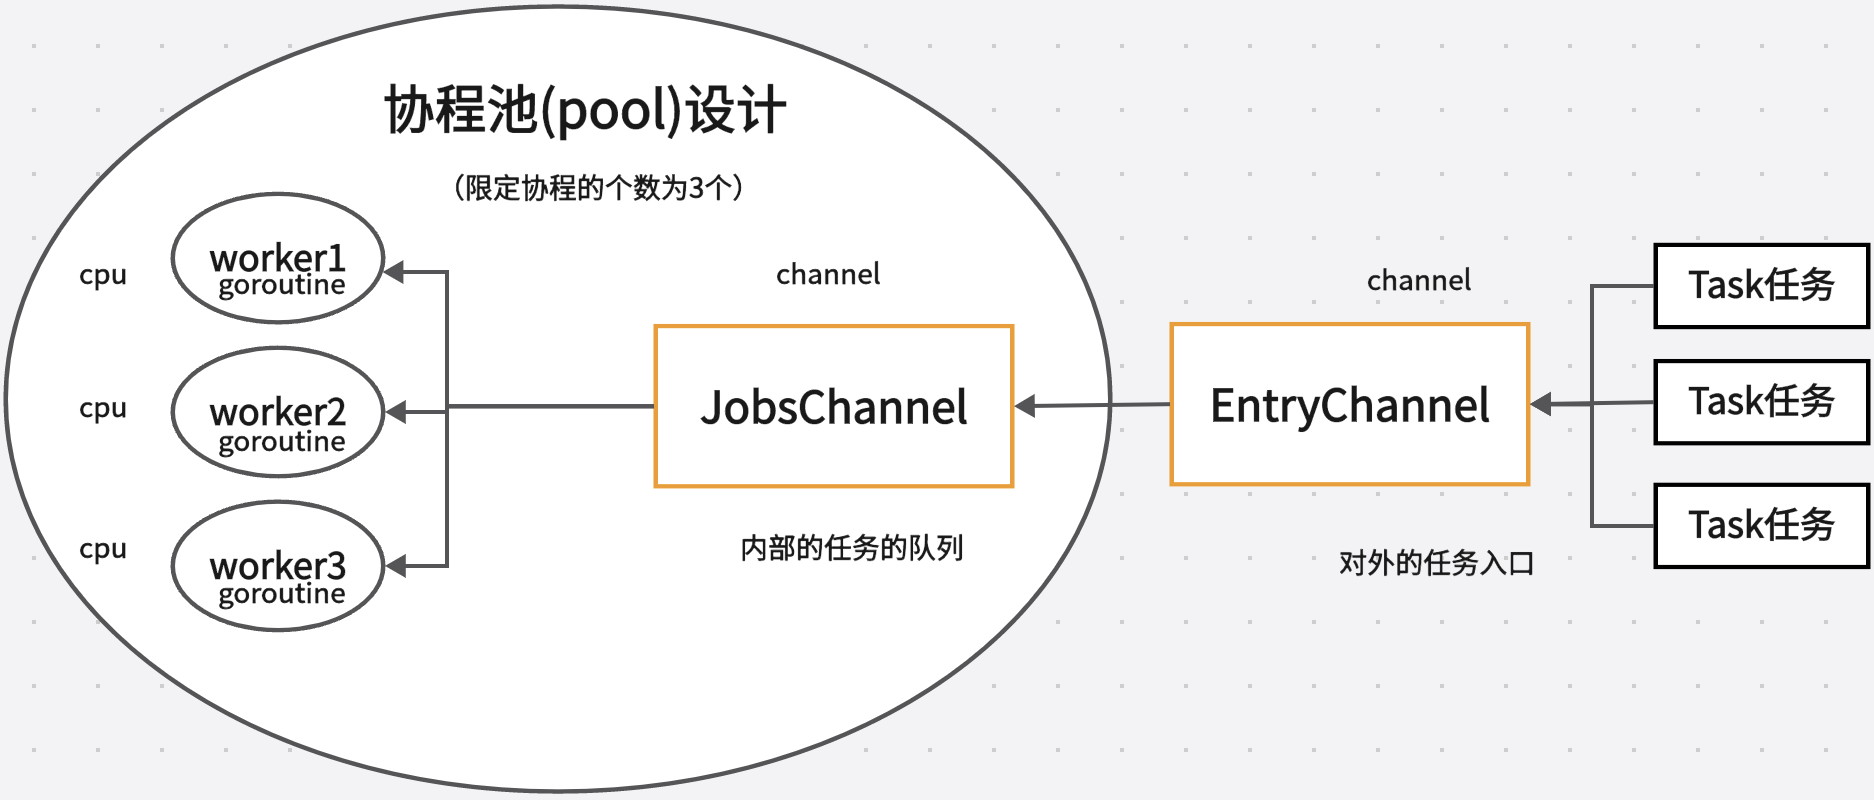 协程池(pool)设计
（限定协程的个数为3个）
cpu
worker1
goroutine
cpu
worker2
goroutine
cpu
worker3
goroutine
channel
JobsChannel
内部的任务的队列
channel
EntryChannel
对外的任务入口
Task任务
Task任务
Task任务